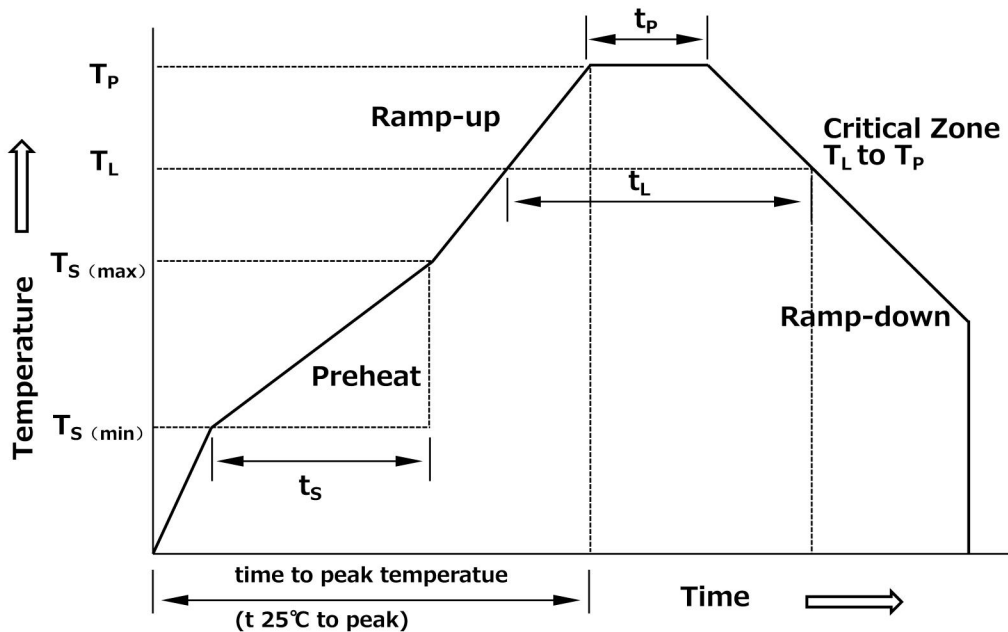 tP
TP
Ramp-up
Critical Zone
TL to TP
TL
tL
TS（max）
Ramp-down
Preheat
TS（min）
tS
Temperature
time to peak temperatue
(t 25℃ to peak)
Time